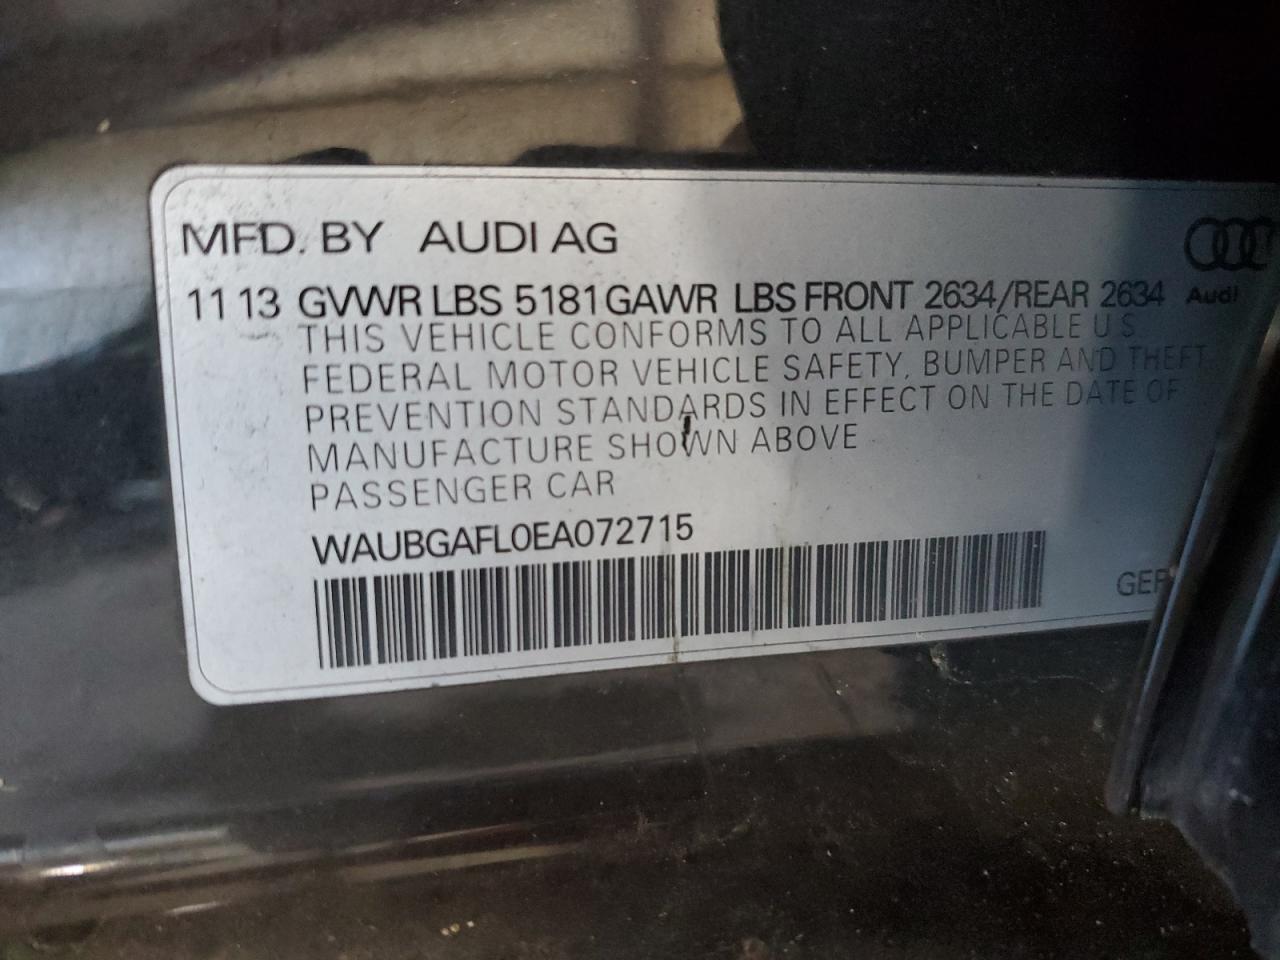 MFD. BY AUDI AG
11 13 GVWR LBS 5181 GAWR LBS FRONT 2634/REAR 2634
Audi
THIS VEHICLE CONFORMS TO ALL APPLICABLE U S
FEDERAL MOTOR VEHICLE SAFETY, BUMPER AND THEFT
PREVENTION STANDARDS IN EFFECT ON THE DATE OF
MANUFACTURE SHOWN ABOVE
PASSENGER CAR
WAUBGAFL0EA072715